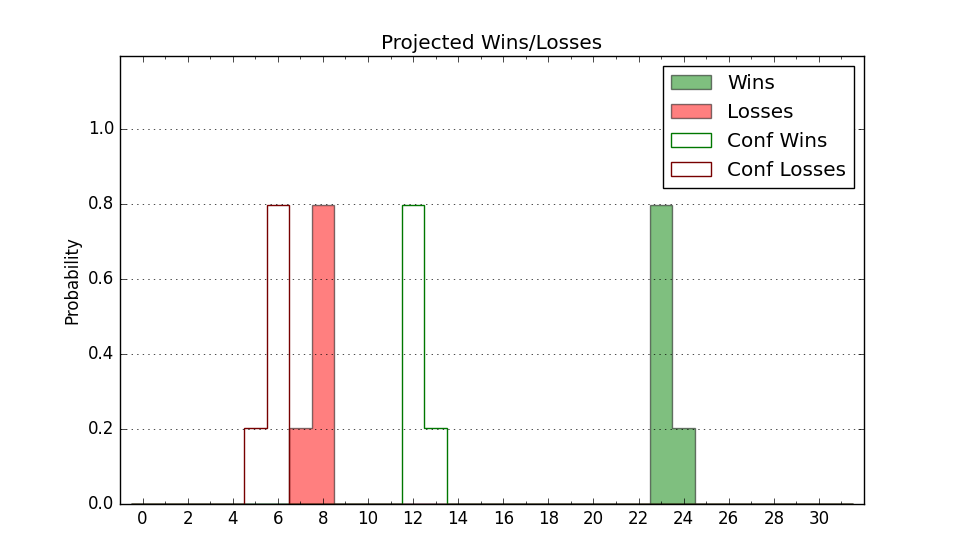 Projected Wins/Losses
Wins
Losses
Conf Wins
Conf Losses
Probability
1.0
0.8
0.6
0.4
0.2
0.0
0 2 4 6 8 10 12 14 16 18 20 22 24 26 28 30